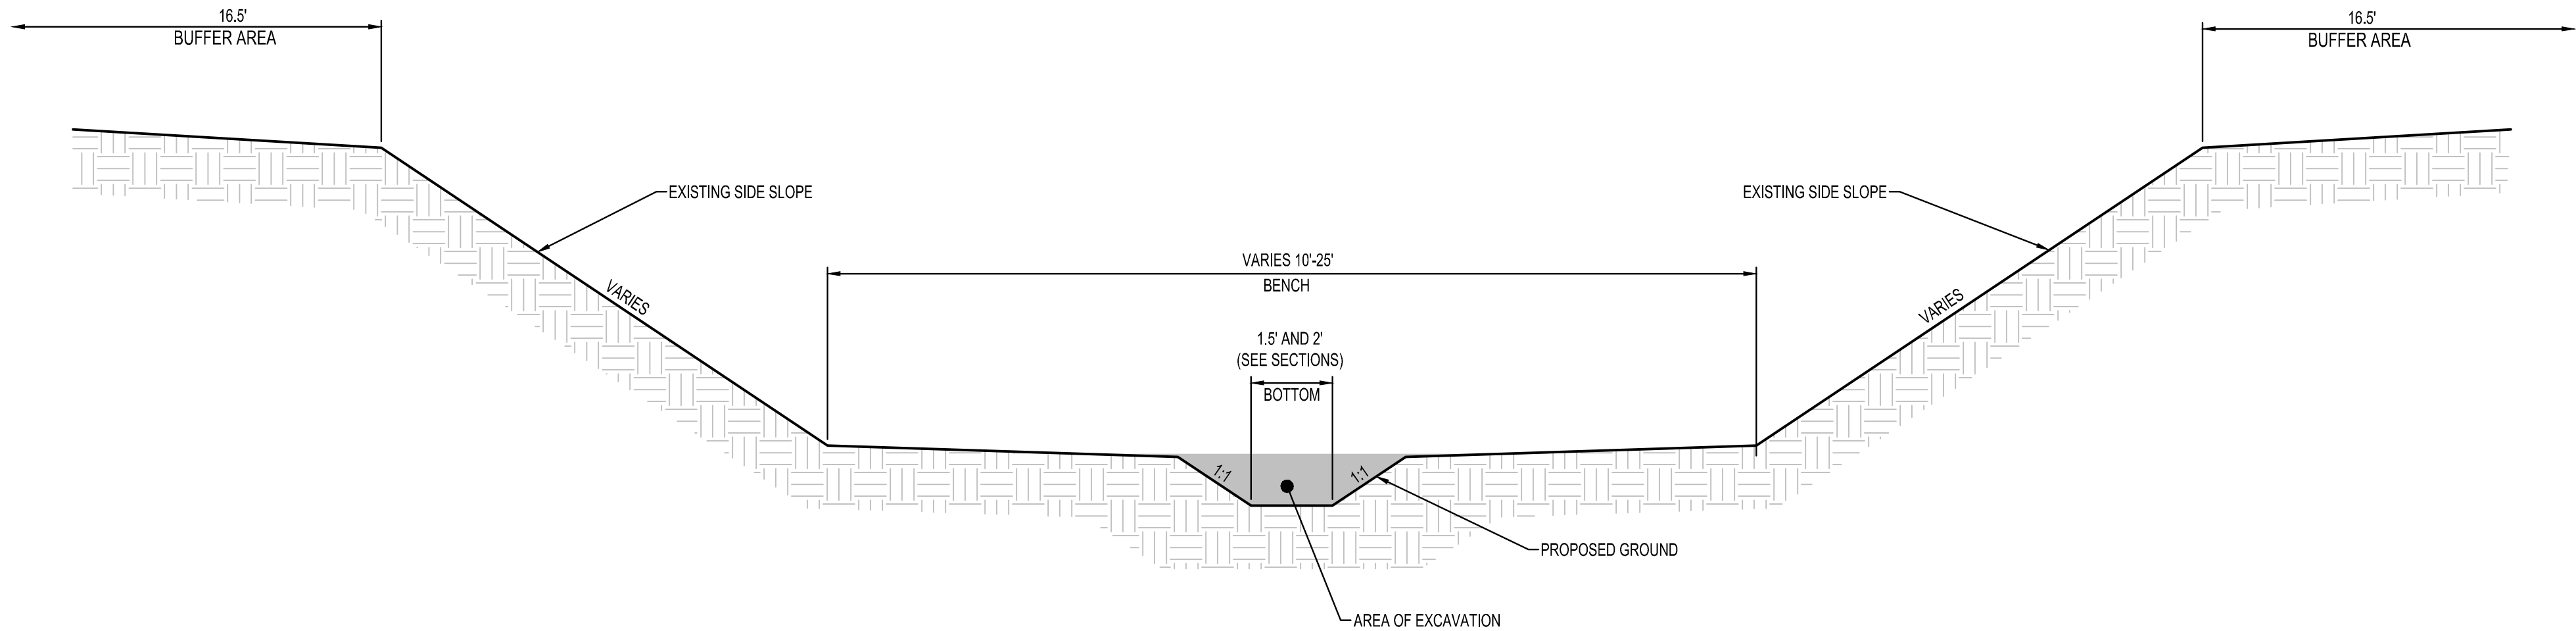 16.5'
BUFFER AREA
16.5'
BUFFER AREA
EXISTING SIDE SLOPE
EXISTING SIDE SLOPE
VARIES 10'-25'
BENCH
VARIES
VARIES
1.5' AND 2'
(SEE SECTIONS)
BOTTOM
1:1
1:1
PROPOSED GROUND
AREA OF EXCAVATION